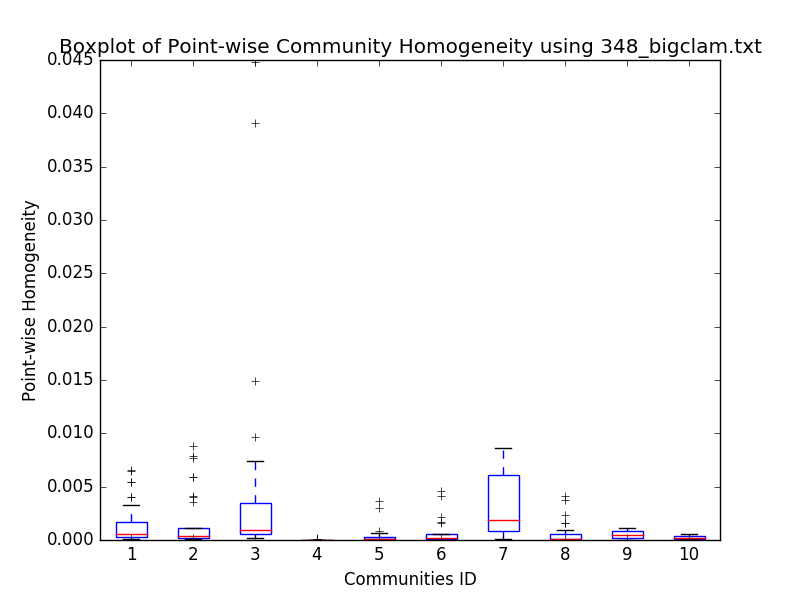 Boxplot of Point-wise Community Homogeneity using 348_bigclam.txt
0.045
0.040
0.035
0.030
0.025
0.020
0.015
0.010
0.005
0.000
Point-wise Homogeneity
1 2 3 4 5 6 7 8 9 10
Communities ID